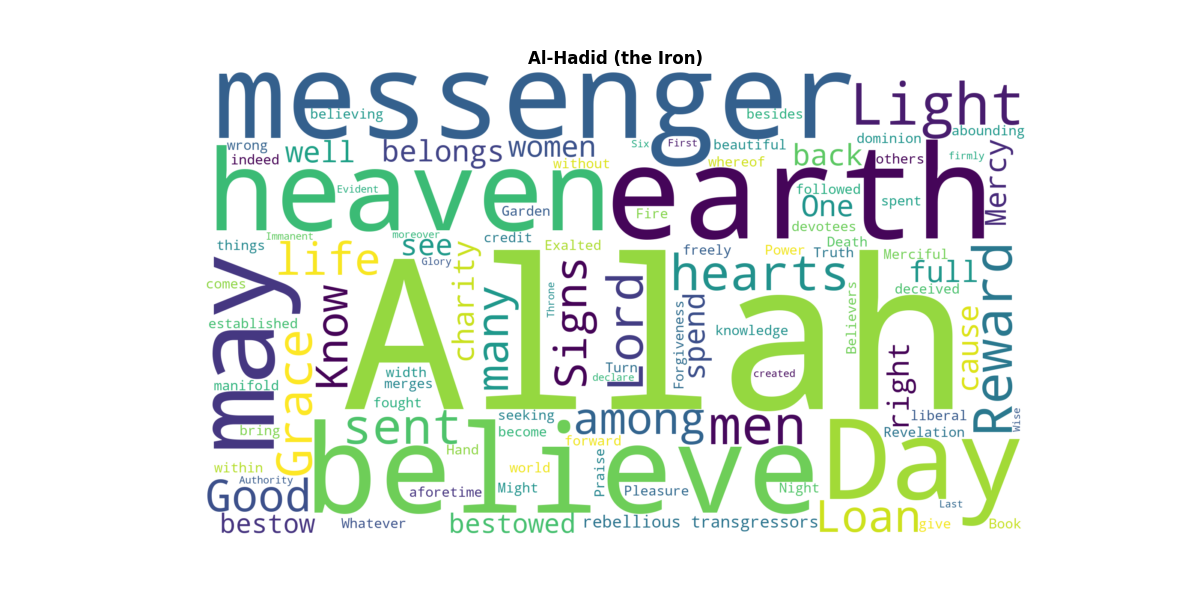 Al-Hadid (the Iron)
messenger
Light
believing
besides
abounding
wrong
indeed
well
belongs
women
Six
First
beautiful
dominion
without
whereof
back
others
firmly
Mercy
heaven
earth
Evident
Garden
Fire
followed
One
spent
devotees
Death
Immanent
moreover
things
see
credit
Exalted
freely
Power
Truth
Merciful
life
Glory
charity
hearts
full
comes
may
Know
Allah
many
Throne
Signs
Lord
Forgiveness
spend
knowledge
Believers
deceived
Reward
established
Grace
width
merges
Turn
declare
created
right
cause
manifold
fought
sent
seeking
among
men
liberal
Wise
bring
become
forward
Revelation
Day
believe
Hand
within
Authority
world
Praise
aforetime
Might
Pleasure
Night
Good
Last
bestow
Whatever
bestowed
rebellious
transgressors
Loan
give
Book